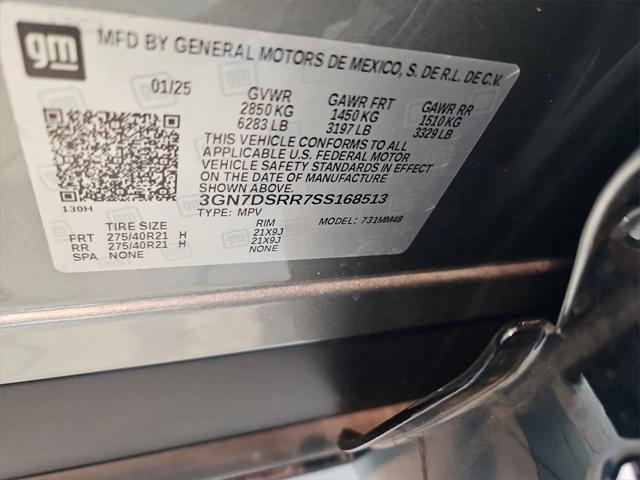 gm
MFD BY GENERAL MOTORS DE MEXICO, S. DE R.L. DE C.V.
01/25 GVWR GAWR FRT GAWR RR
2850 KG 1450 KG 1510 KG
6283 LB 3197 LB 3329 LB
THIS VEHICLE CONFORMS TO ALL
APPLICABLE U.S. FEDERAL MOTOR
VEHICLE SAFETY STANDARDS IN EFFECT
ON THE DATE OF MANUFACTURE
SHOWN ABOVE.
130H 3GN7DSRR7SS168513
TYPE: MPV MODEL: 731MM48
TIRE SIZE RIM
FRT 275/40R21 H 21X9J
RR 275/40R21 H 21X9J
SPA NONE NONE